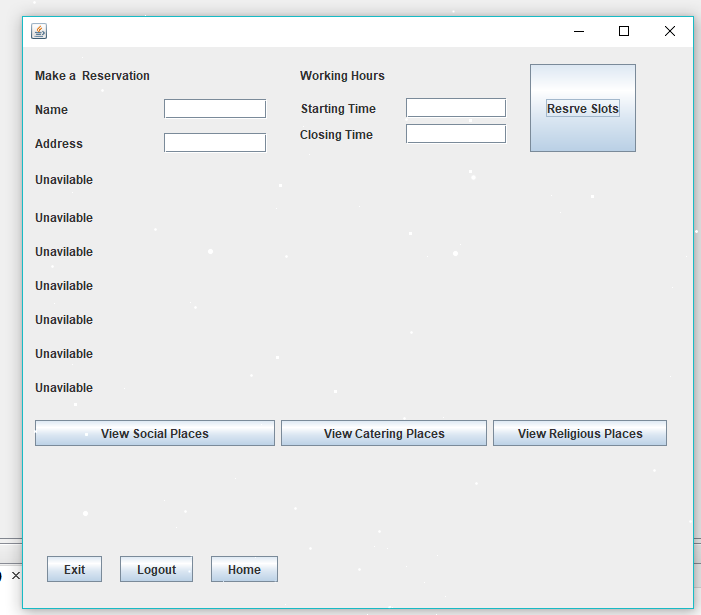 Make a Reservation Working Hours
Name Starting Time Resrve Slots
Closing Time
Address
Unavilable
Unavilable
Unavilable
Unavilable
Unavilable
Unavilable
Unavilable
View Social Places View Catering Places View Religious Places
Exit Logout Home